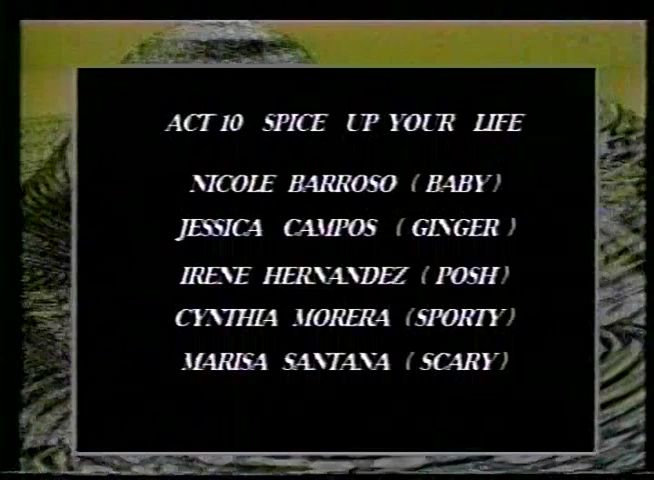 ACT 10 SPICE UP YOUR LIFE
NICOLE BARROSO ( BABY )
JESSICA CAMPOS ( GINGER )
IRENE HERNANDEZ ( POSH )
CYNTHIA MORERA ( SPORTY )
MARISA SANTANA ( SCARY )